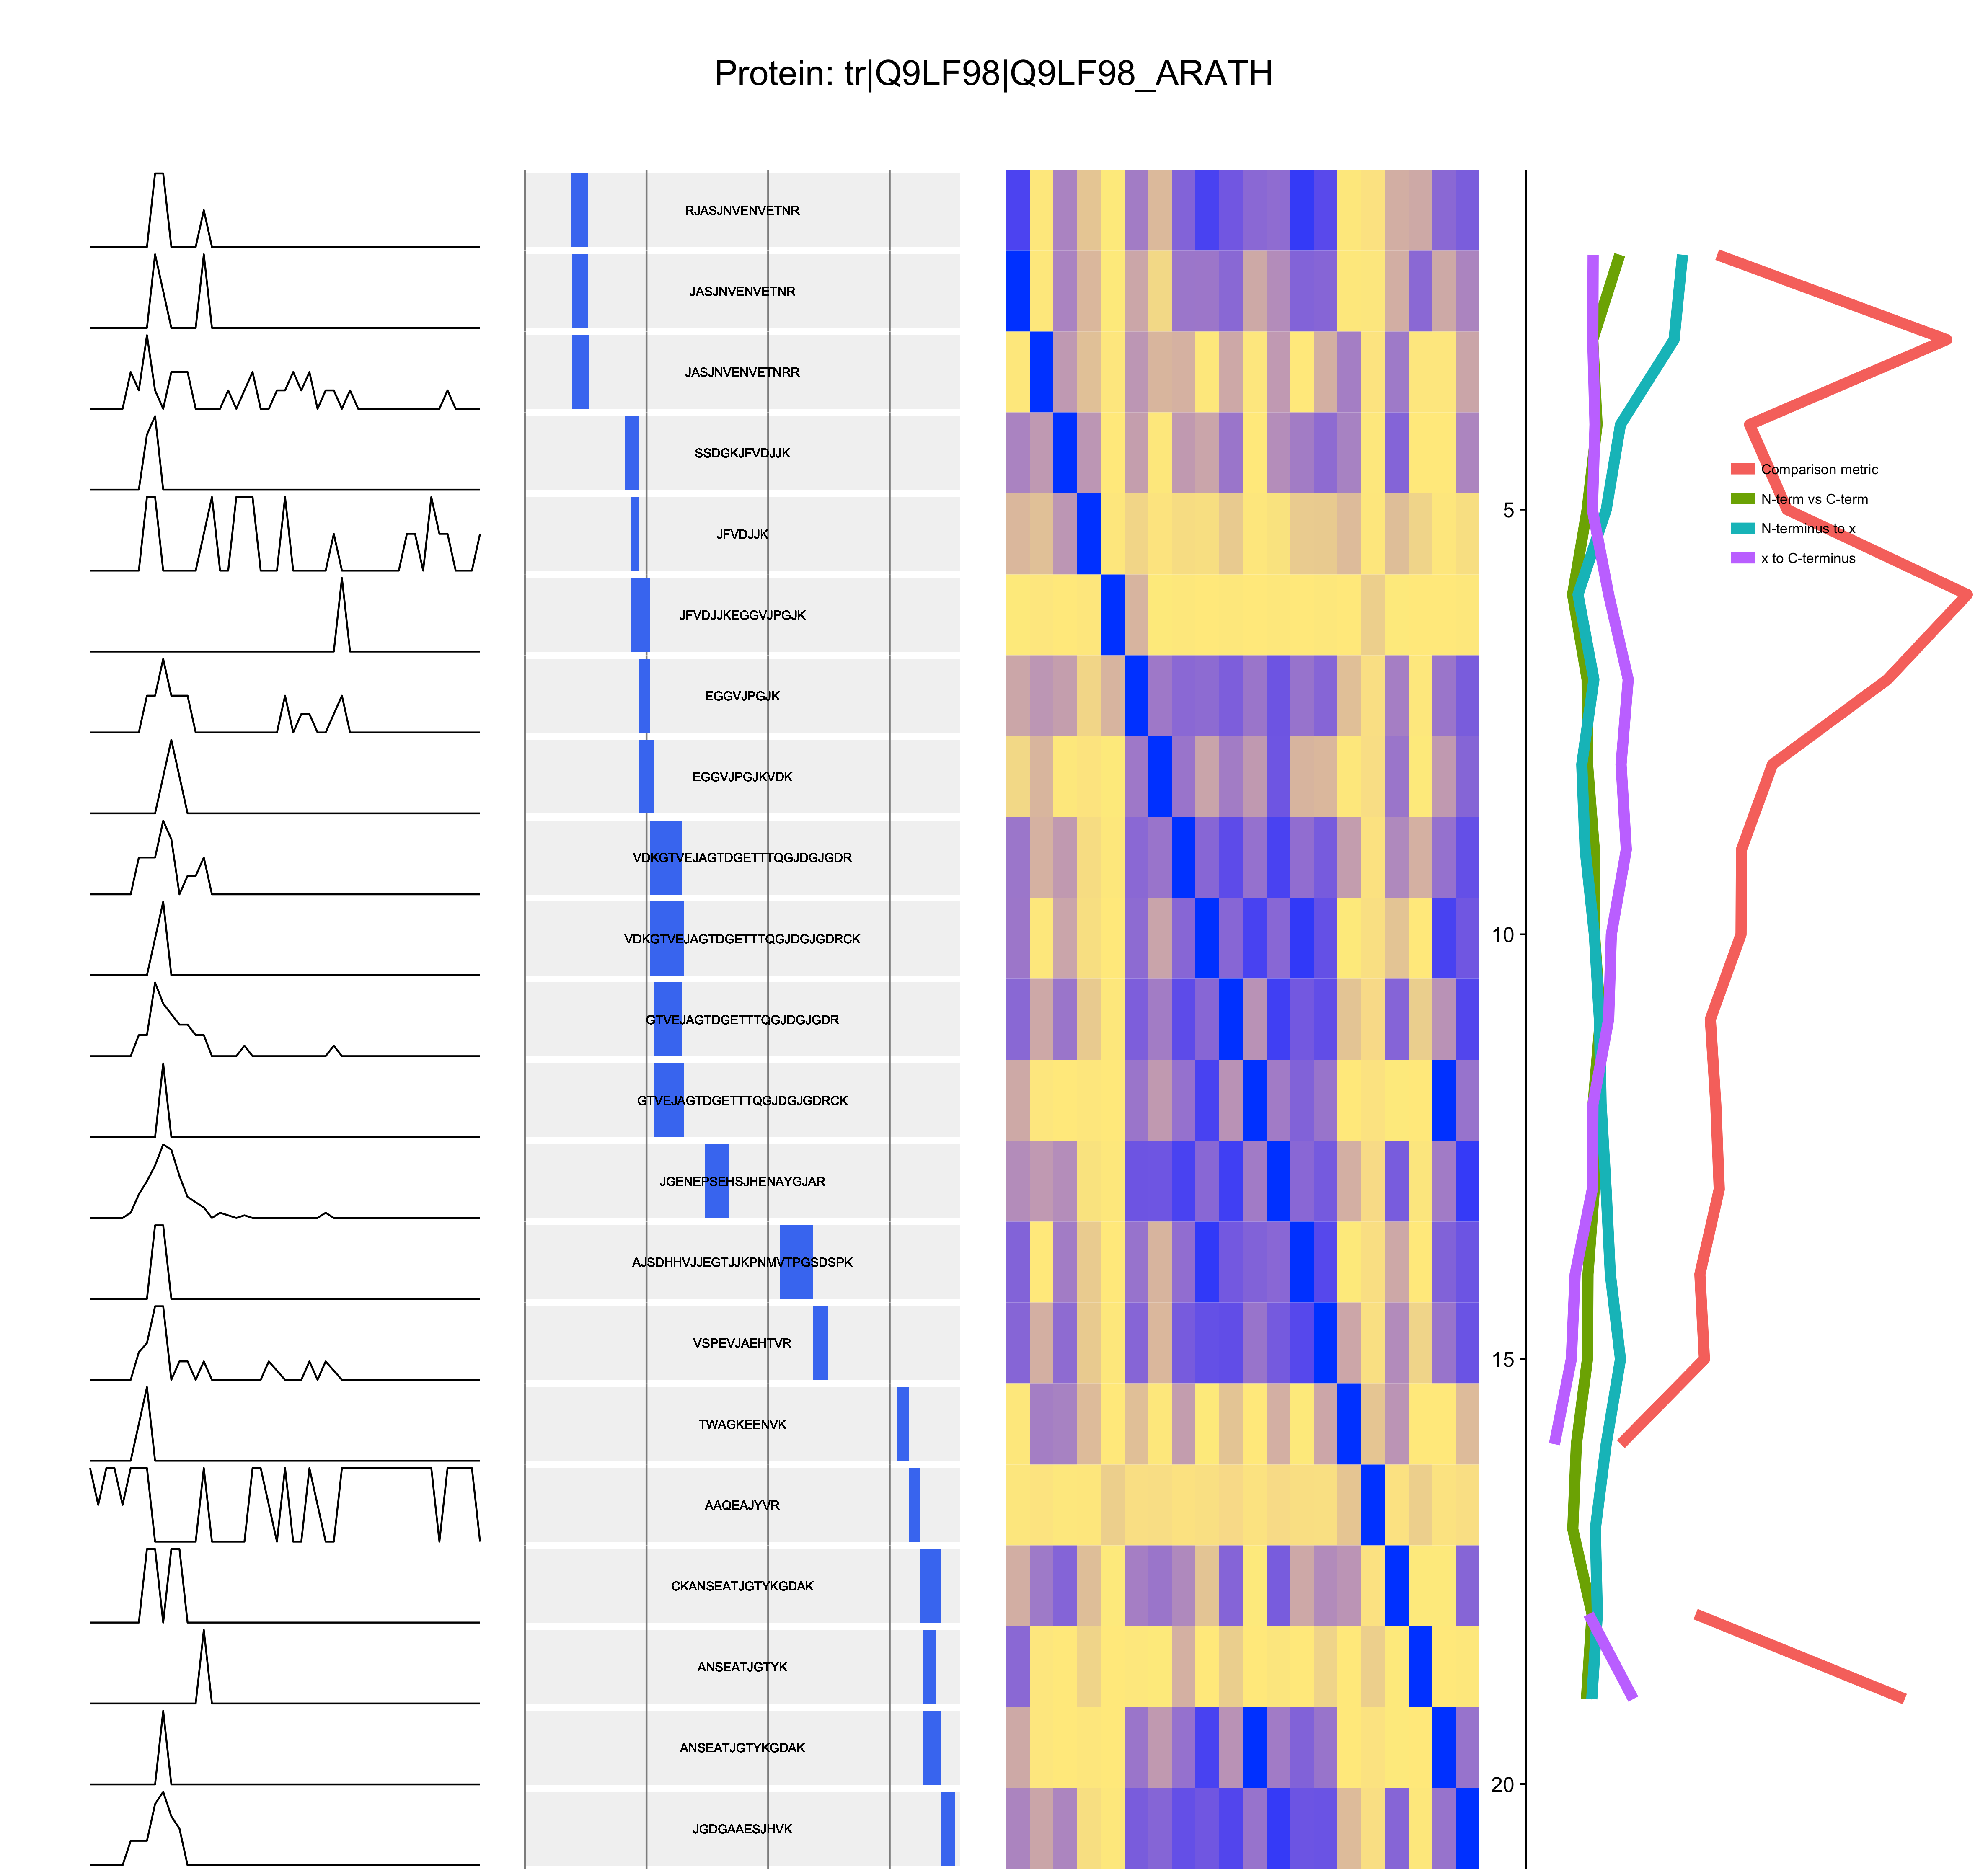 Protein: tr|Q9LF98|Q9LF98_ARATH
RJASJNVENVETNR
JASJNVENVETNR
JASJNVENVETNRR
SSDGKJFVDJJK
JFVDJJK
JFVDJJKEGGVJPGJK
EGGVJPGJK
EGGVJPGJKVDK
VDKGTVEJAGTDGETTTQGJDGJGDR
VDKGTVEJAGTDGETTTQGJDGJGDRCK
GTVEJAGTDGETTTQGJDGJGDR
GTVEJAGTDGETTTQGJDGJGDRCK
JGENEPSEHSJHENAYGJAR
AJSDHHVJJEGTJJKPNMVTPGSDSPK
VSPEVJAEHTVR
TWAGKEENVK
AAQEAJYVR
CKANSEATJGTYKGDAK
ANSEATJGTYK
ANSEATJGTYKGDAK
JGDGAAESJHVK
5
10
15
20
Comparison metric
N-term vs C-term
N-terminus to x
x to C-terminus